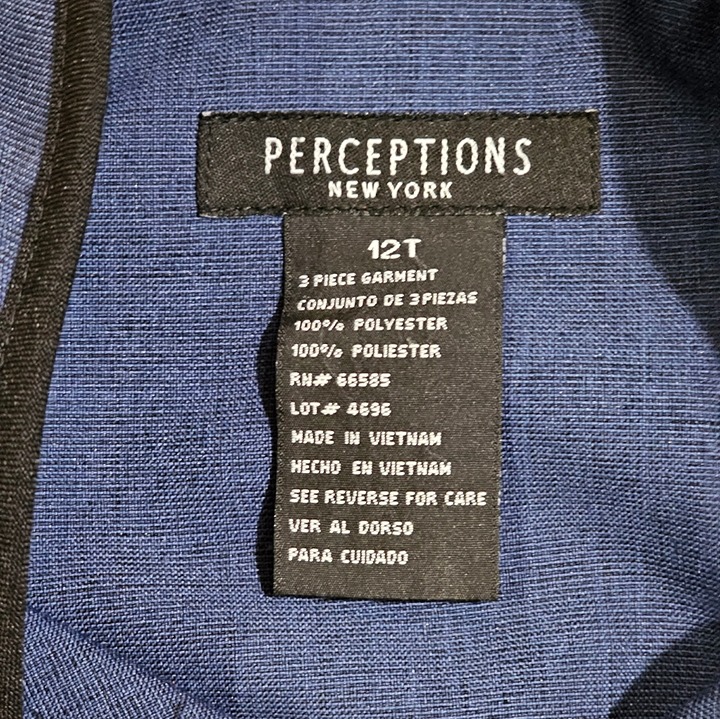 PERCEPTIONS
NEW YORK
12T
3 PIECE GARMENT
CONJUNTO DE 3 PIEZAS
100% POLYESTER
100% POLIESTER
RN# 66585
LOT# 4696
MADE IN VIETNAM
HECHO EN VIETNAM
SEE REVERSE FOR CARE
VER AL DORSO
PARA CUIDADO